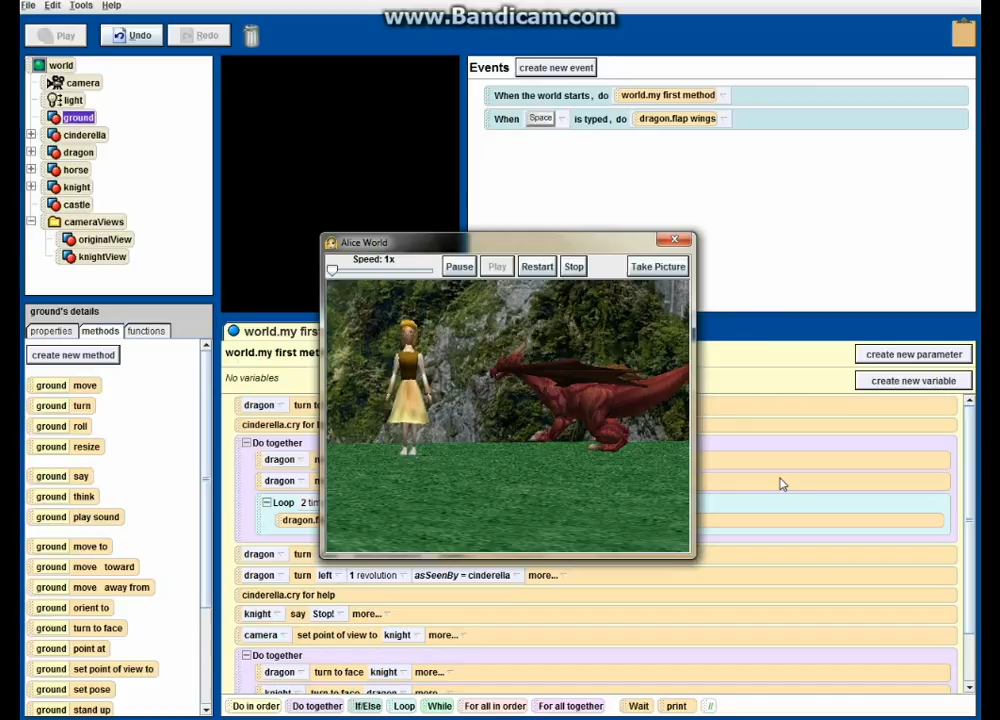 File Edit Tools Help
www.Bandicam.com
Play Undo Redo
world
camera
light
ground
cinderella
dragon
horse
knight
castle
cameraViews
originalView
knightView
Events create new event
When the world starts, do world.my first method
When Space is typed, do dragon.flap wings
Alice World
Speed: 1x
Pause Play Restart Stop Take Picture
ground's details
properties methods functions
create new method
ground move
ground turn
ground roll
ground resize
ground say
ground think
ground play sound
ground move to
ground move toward
ground move away from
ground orient to
ground turn to face
ground point at
ground set point of view to
ground set pose
ground stand up
world.my firs
world.my first met
No variables
create new parameter
create new variable
dragon turn to
cinderella.cry for
Do together
dragon
dragon
Loop 2
dragon.
dragon turn
dragon turn left 1 revolution asSeenBy = cinderella more...
cinderella.cry for help
knight say Stop! more...
camera set point of view to knight more...
Do together
dragon turn to face knight more...
knight turn to face dragon more...
Do in order Do together If/Else Loop While For all in order For all together Wait print //